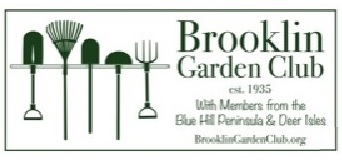 Brooklin
Garden Club
est. 1935
With Members from the
Blue Hill Peninsula & Deer Isles
BrooklinGardenClub.org